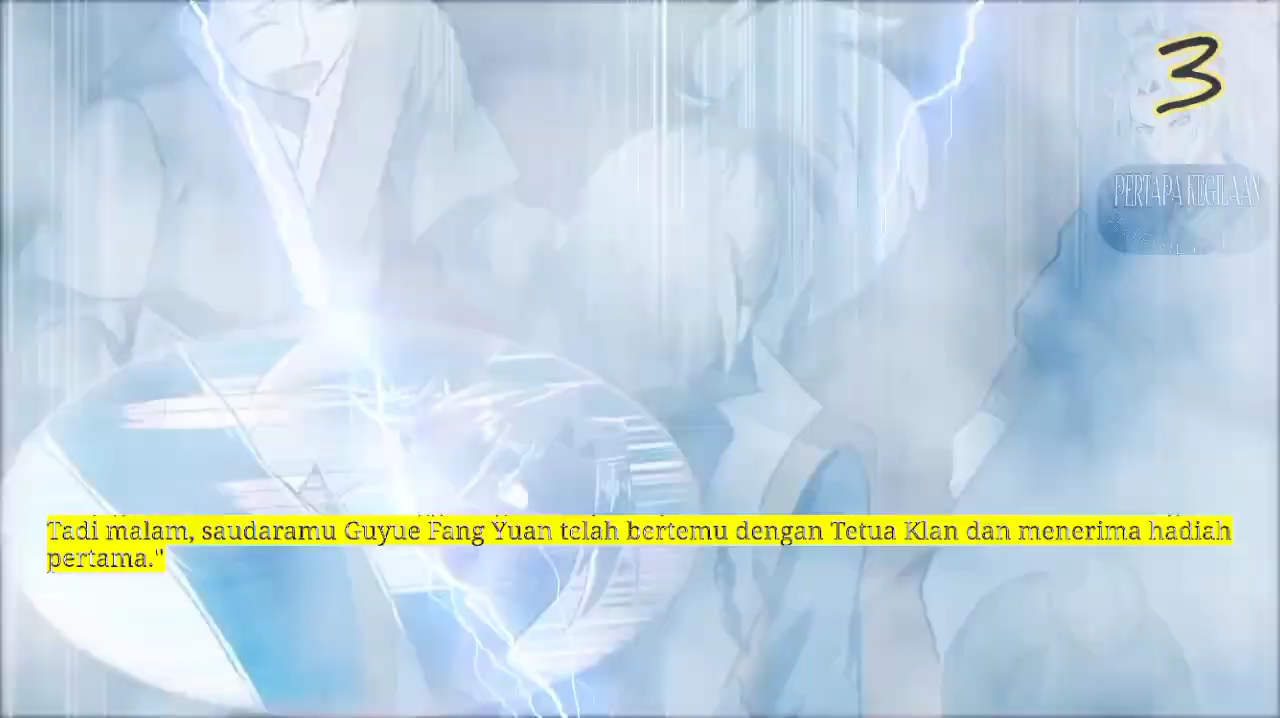 3
PERTAPA KEGILAAN
Tadi malam, saudaramu Guyue Fang Yuan telah bertemu dengan Tetua Klan dan menerima hadiah
pertama."